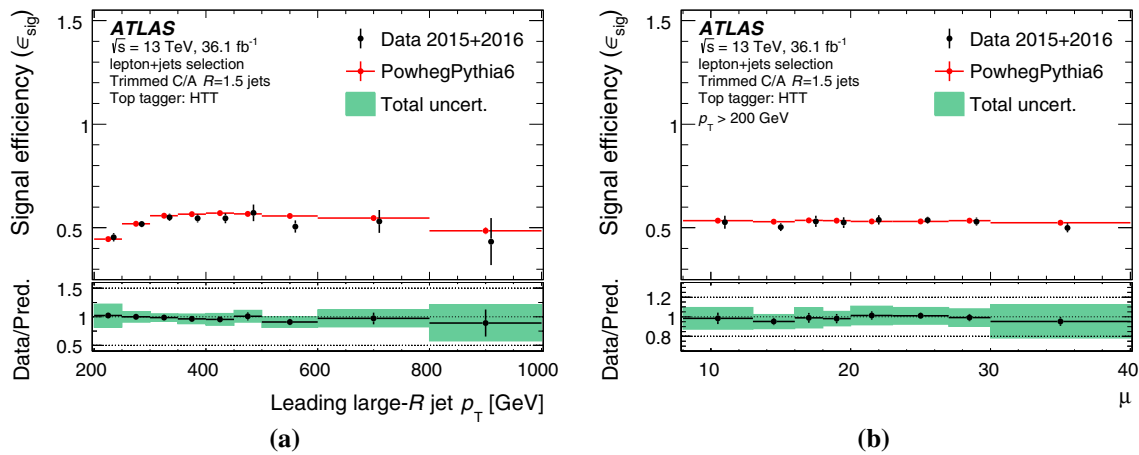 Signal efficiency (ϵsig)
1.5
1
0.5
ATLAS
√s = 13 TeV, 36.1 fb-1
lepton+jets selection
Trimmed C/A R=1.5 jets
Top tagger: HTT
Data 2015+2016
PowhegPythia6
Total uncert.
Data/Pred.
1.5
1
0.5
200 400 600 800 1000
Leading large-R jet pT [GeV]
(a)
Signal efficiency (ϵsig)
1.5
1
0.5
ATLAS
√s = 13 TeV, 36.1 fb-1
lepton+jets selection
Trimmed C/A R=1.5 jets
Top tagger: HTT
pT > 200 GeV
Data 2015+2016
PowhegPythia6
Total uncert.
Data/Pred.
1.2
1
0.8
10 20 30 40
μ
(b)